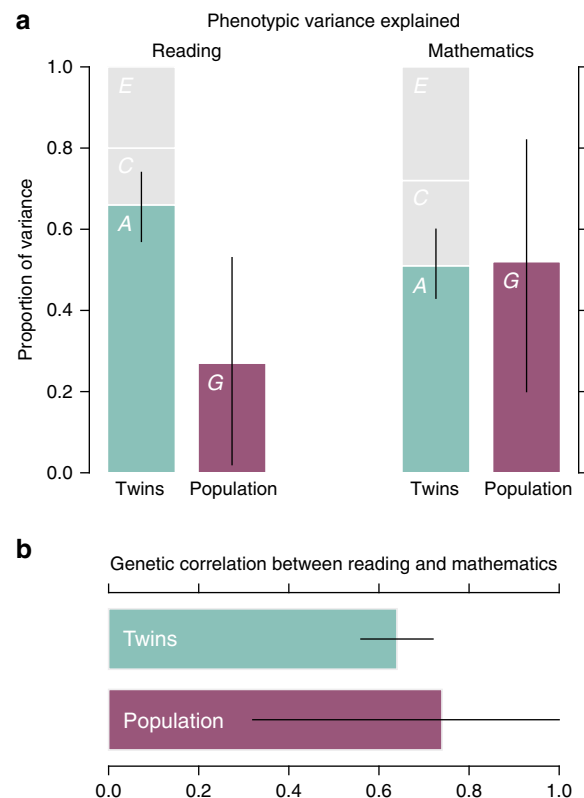 a
Phenotypic variance explained
Reading
Mathematics
Proportion of variance
1.0
0.8
0.6
0.4
0.2
0.0
E
C
A
G
E
C
A
G
Twins
Population
Twins
Population
b
Genetic correlation between reading and mathematics
Twins
Population
0.0 0.2 0.4 0.6 0.8 1.0